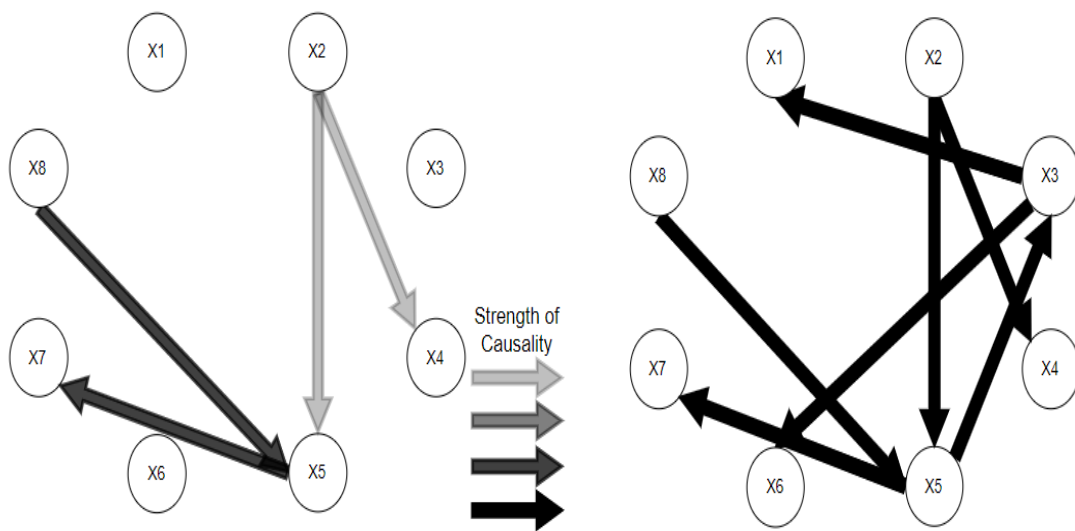 X1
X2
X8
X3
X7
X4
X6
X5
Strength of
Causality
X1
X2
X8
X3
X7
X4
X6
X5